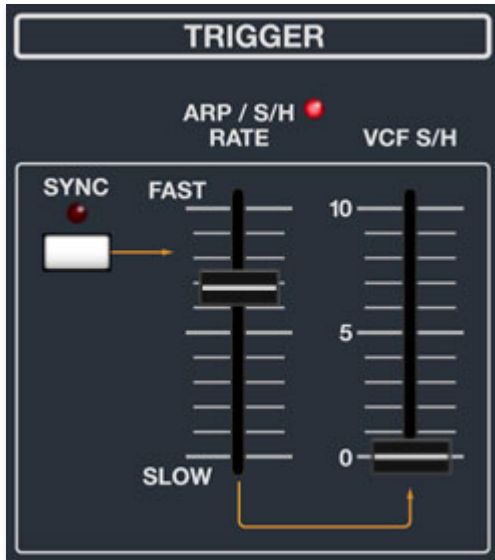 TRIGGER
ARP / S/H
RATE
VCF S/H
SYNC
FAST
10
5
0
SLOW